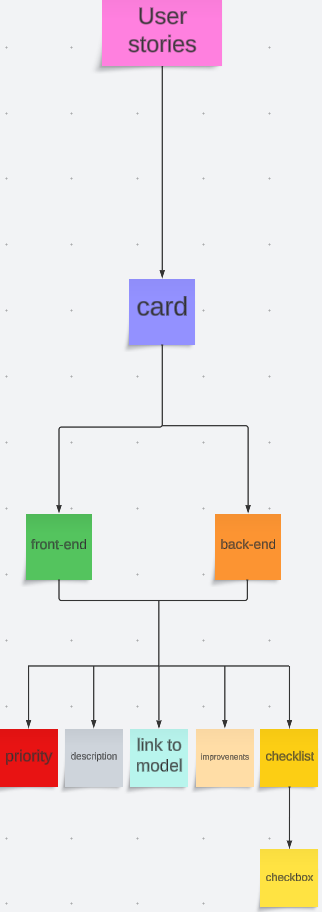 User
stories
card
front-end
back-end
priority
description
link to
model
improvenents
checklist
checkbox